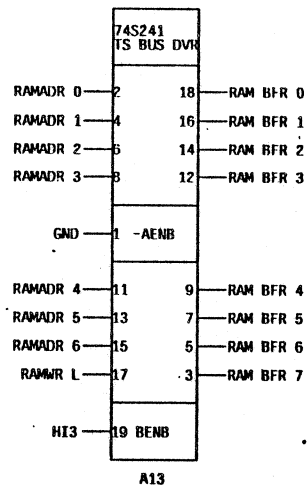 74S241
TS BUS DVR
RAMADR 0 2 18 RAM BFR 0
RAMADR 1 4 16 RAM BFR 1
RAMADR 2 6 14 RAM BFR 2
RAMADR 3 8 12 RAM BFR 3
GND 1 -AENB
RAMADR 4 11 9 RAM BFR 4
RAMADR 5 13 7 RAM BFR 5
RAMADR 6 15 5 RAM BFR 6
RAMWR L 17 3 RAM BFR 7
HI3 19 BENB
A13